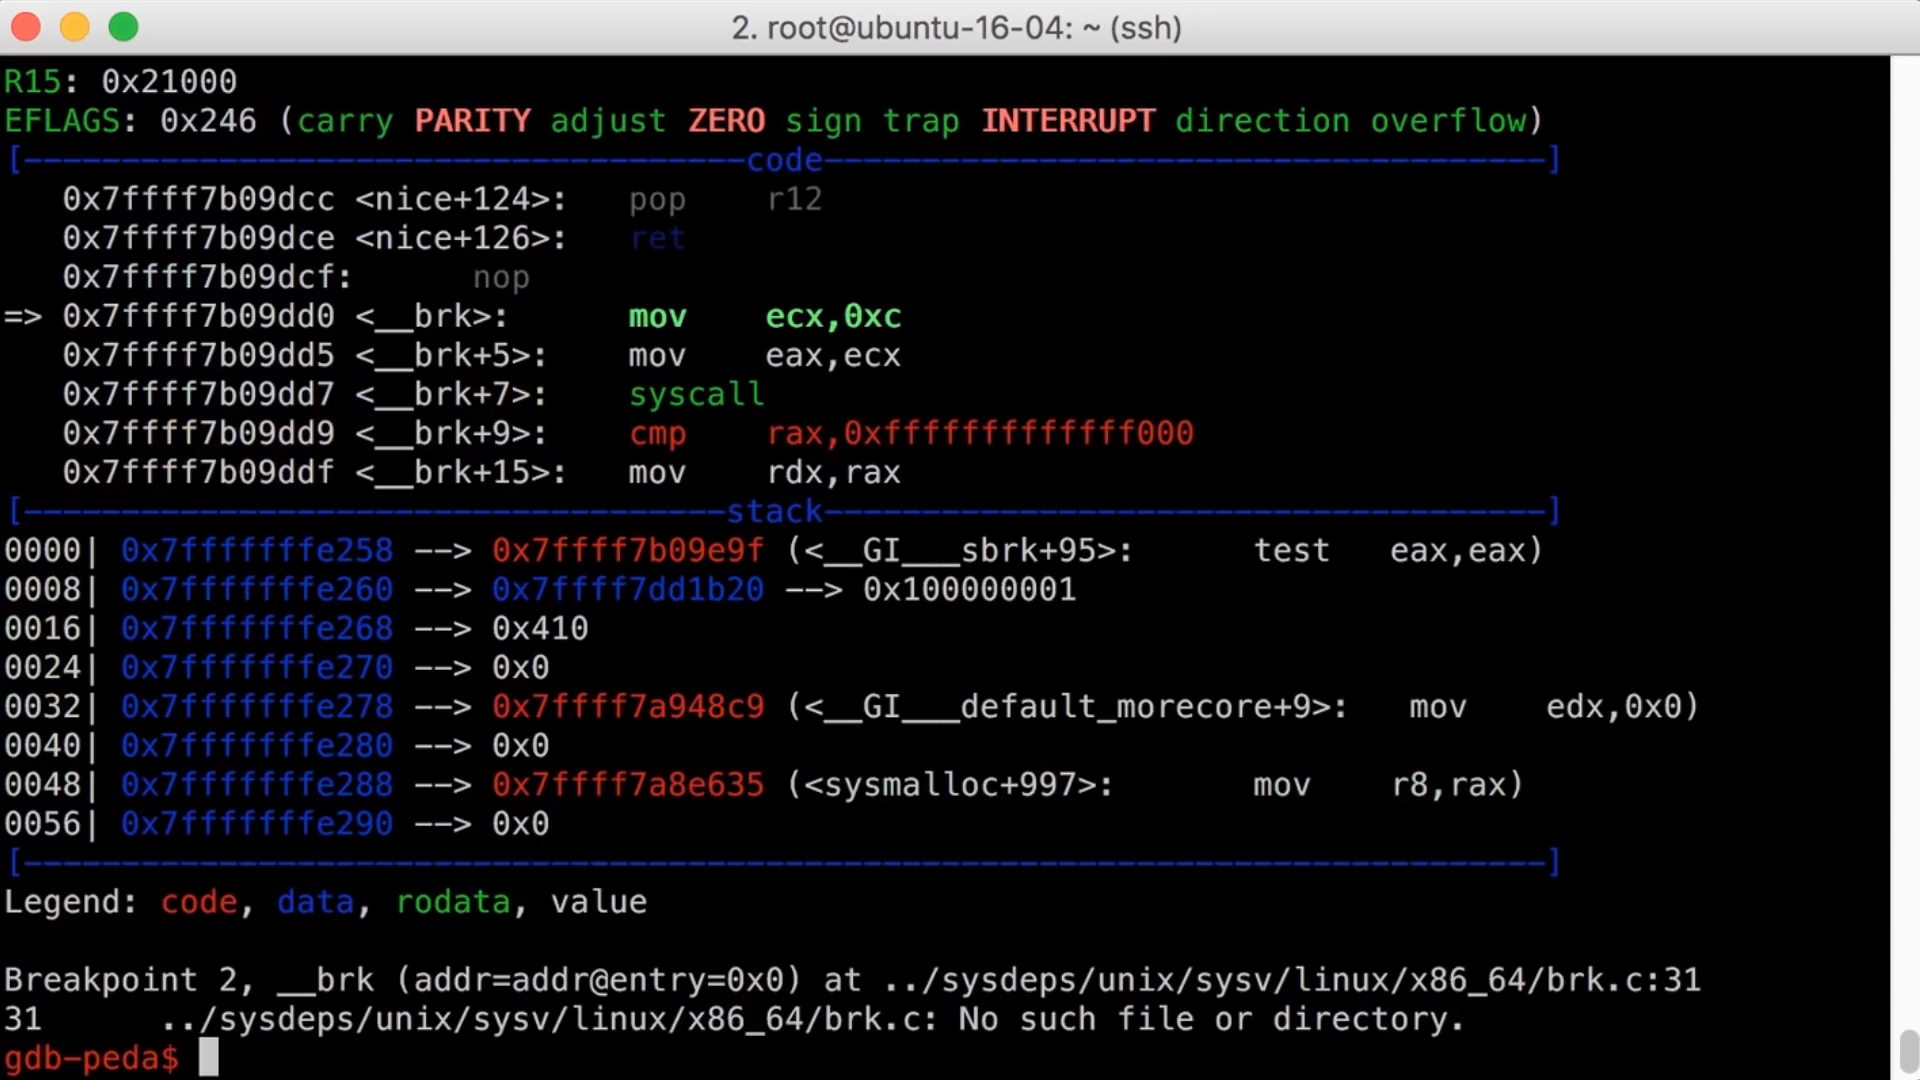 2. root@ubuntu-16-04: ~ (ssh)
R15: 0x21000
EFLAGS: 0x246 (carry PARITY adjust ZERO sign trap INTERRUPT direction overflow)
[-------------------------------------code-------------------------------------]
   0x7ffff7b09dcc <nice+124>:	pop    r12
   0x7ffff7b09dce <nice+126>:	ret
   0x7ffff7b09dcf:	nop
=> 0x7ffff7b09dd0 <__brk>:	mov    ecx,0xc
   0x7ffff7b09dd5 <__brk+5>:	mov    eax,ecx
   0x7ffff7b09dd7 <__brk+7>:	syscall
   0x7ffff7b09dd9 <__brk+9>:	cmp    rax,0xfffffffffffff000
   0x7ffff7b09ddf <__brk+15>:	mov    rdx,rax
[------------------------------------stack-------------------------------------]
0000| 0x7fffffffe258 --> 0x7ffff7b09e9f (<__GI___sbrk+95>:	test   eax,eax)
0008| 0x7fffffffe260 --> 0x7ffff7dd1b20 --> 0x100000001
0016| 0x7fffffffe268 --> 0x410
0024| 0x7fffffffe270 --> 0x0
0032| 0x7fffffffe278 --> 0x7ffff7a948c9 (<__GI___default_morecore+9>:	mov    edx,0x0)
0040| 0x7fffffffe280 --> 0x0
0048| 0x7fffffffe288 --> 0x7ffff7a8e635 (<sysmalloc+997>:	mov    r8,rax)
0056| 0x7fffffffe290 --> 0x0
[------------------------------------------------------------------------------]
Legend: code, data, rodata, value
Breakpoint 2, __brk (addr=addr@entry=0x0) at ../sysdeps/unix/sysv/linux/x86_64/brk.c:31
31	../sysdeps/unix/sysv/linux/x86_64/brk.c: No such file or directory.
gdb-peda$